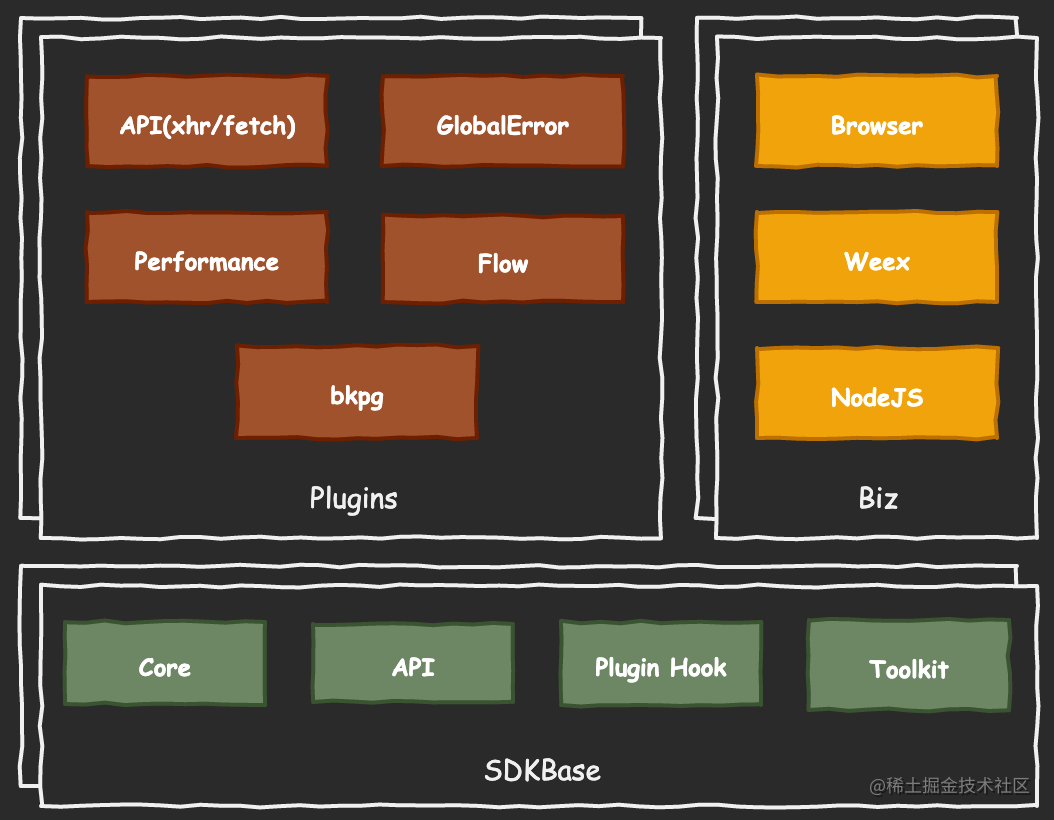 API(xhr/fetch)
GlobalError
Performance
Flow
bkpg
Plugins
Browser
Weex
NodeJS
Biz
Core
API
Plugin Hook
Toolkit
SDKBase
@稀土掘金技术社区